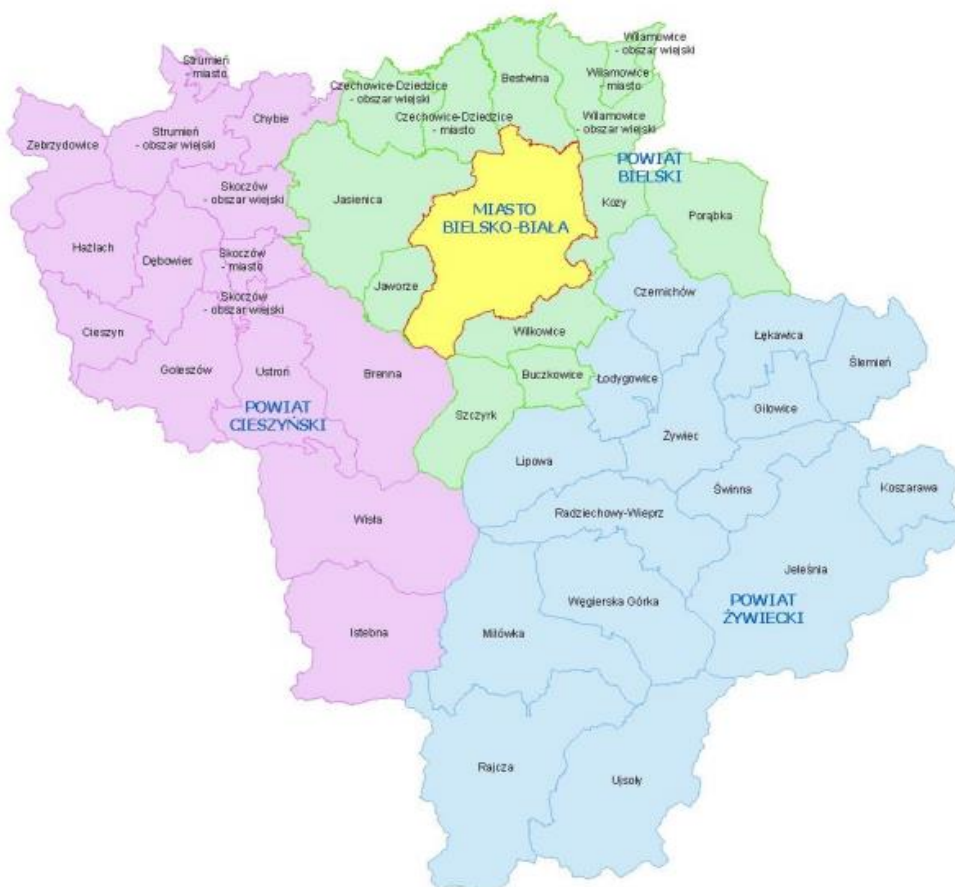 Wilamowice
- obszar wiejski
Strumień
- miasto
Bestwina
Czechowice-Dziedzice
- obszar wiejski
Wilamowice
- miasto
Chybie
Czechowice-Dziedzice
- miasto
Wilamowice
- obszar wiejski
Strumień
- obszar wiejski
Zebrzydowice
POWIAT
BIELSKI
Skoczów
- obszar wiejski
Jasienica
Kozy
Porąbka
MIASTO
BIELSKO-BIAŁA
Hażlach
Dębowiec
Skoczów
- miasto
Jaworze
Czernichów
Skoczów
- obszar wiejski
Cieszyn
Wilkowice
Łękawica
Ślemień
Goleszów
Ustroń
Brenna
Buczkowice
Łodygowice
Gilowice
POWIAT
CIESZYŃSKI
Szczyrk
Żywiec
Lipowa
Świnna
Koszarawa
Wisła
Radziechowy-Wieprz
Jeleśnia
Węgierska Górka
POWIAT
ŻYWIECKI
Istebna
Milówka
Rajcza
Ujsoły